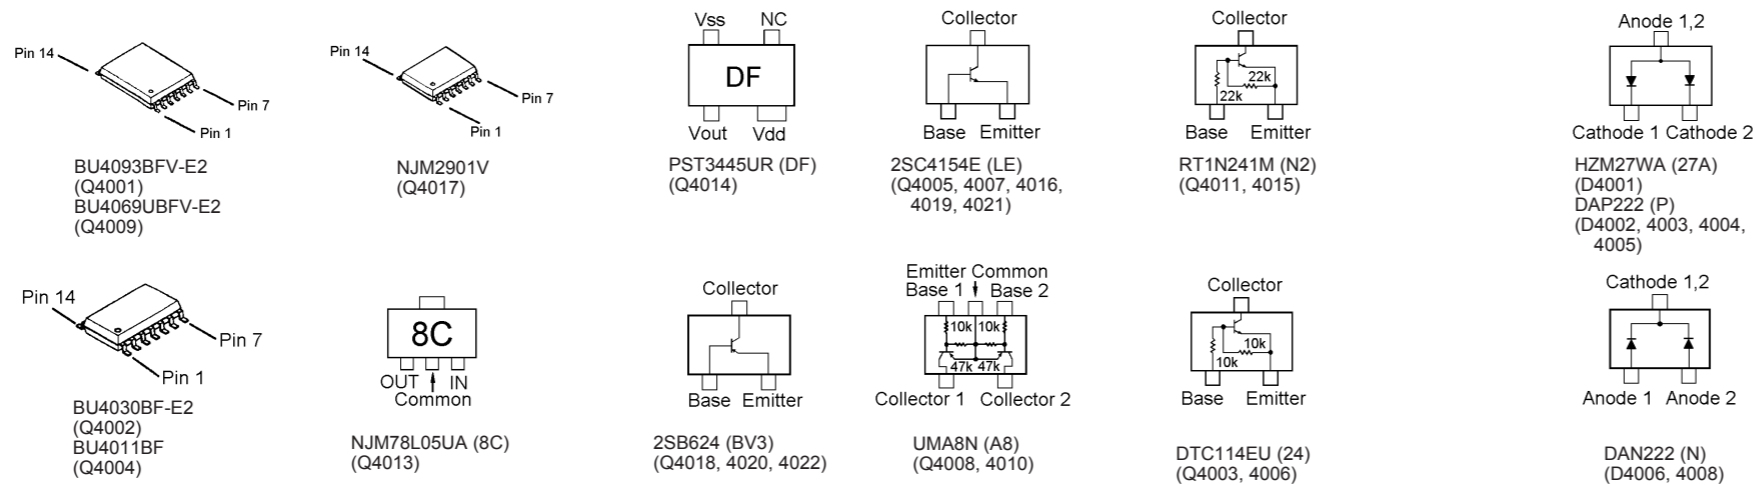 Pin 14
Pin 7
Pin 1
BU4093BFV-E2
(Q4001)
BU4069UBFV-E2
(Q4009)
Pin 14
Pin 7
Pin 1
NJM2901V
(Q4017)
Vss NC
DF
Vout Vdd
PST3445UR (DF)
(Q4014)
Collector
Base Emitter
2SC4154E (LE)
(Q4005, 4007, 4016,
4019, 4021)
Collector
22k
22k
Base Emitter
RT1N241M (N2)
(Q4011, 4015)
Anode 1,2
Cathode 1 Cathode 2
HZM27WA (27A)
(D4001)
DAP222 (P)
(D4002, 4003, 4004,
4005)
Pin 14
Pin 7
Pin 1
BU4030BF-E2
(Q4002)
BU4011BF
(Q4004)
8C
OUT IN
Common
NJM78L05UA (8C)
(Q4013)
Collector
Base Emitter
2SB624 (BV3)
(Q4018, 4020, 4022)
Emitter Common
Base 1 Base 2
10k 10k
47k 47k
Collector 1 Collector 2
UMA8N (A8)
(Q4008, 4010)
Collector
10k
10k
Base Emitter
DTC114EU (24)
(Q4003, 4006)
Cathode 1,2
Anode 1 Anode 2
DAN222 (N)
(D4006, 4008)